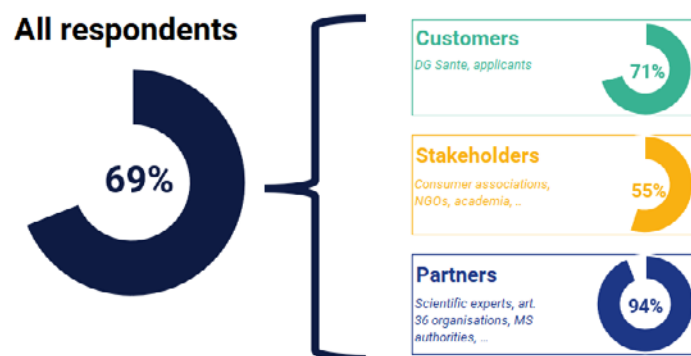 All respondents
69%
Customers
DG Sante, applicants
71%
Stakeholders
Consumer associations,
NGOs, academia, ..
55%
Partners
Scientific experts, art.
36 organisations, MS
authorities, ...
94%